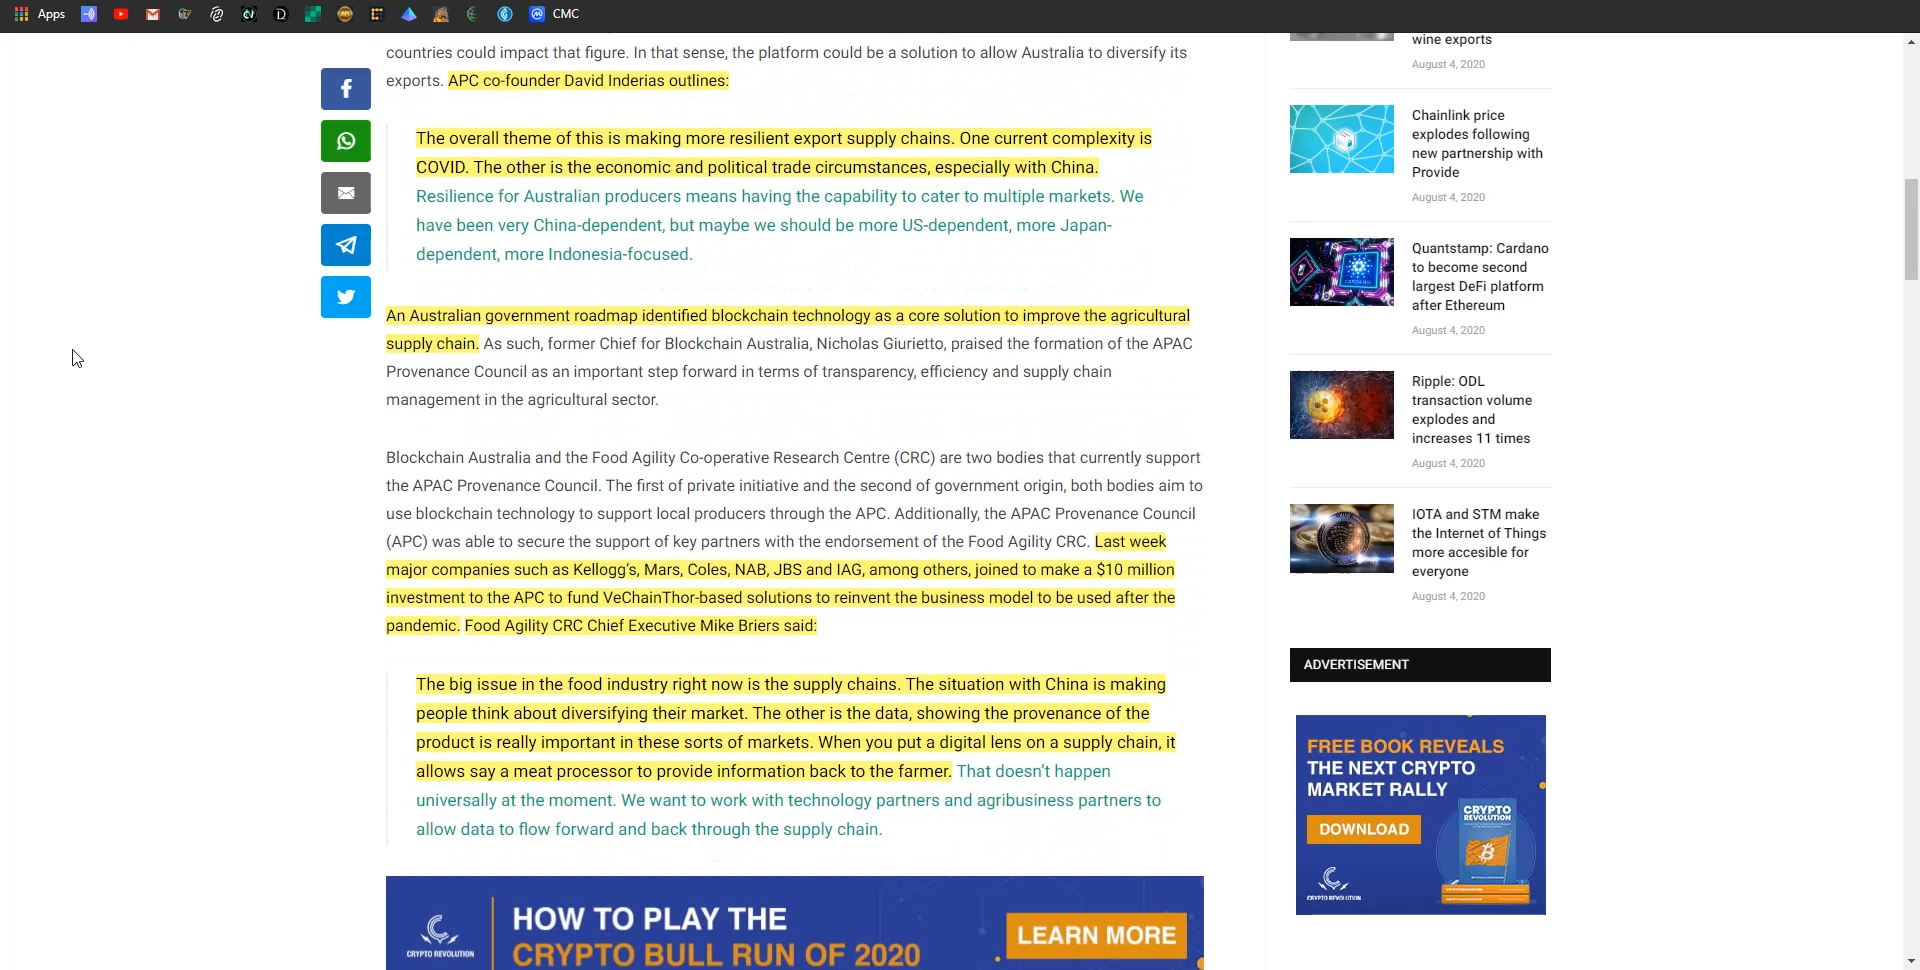 Apps
CMC
countries could impact that figure. In that sense, the platform could be a solution to allow Australia to diversify its
exports. APC co-founder David Inderias outlines:
The overall theme of this is making more resilient export supply chains. One current complexity is
COVID. The other is the economic and political trade circumstances, especially with China.
Resilience for Australian producers means having the capability to cater to multiple markets. We
have been very China-dependent, but maybe we should be more US-dependent, more Japan-
dependent, more Indonesia-focused.
An Australian government roadmap identified blockchain technology as a core solution to improve the agricultural
supply chain. As such, former Chief for Blockchain Australia, Nicholas Giurietto, praised the formation of the APAC
Provenance Council as an important step forward in terms of transparency, efficiency and supply chain
management in the agricultural sector.
Blockchain Australia and the Food Agility Co-operative Research Centre (CRC) are two bodies that currently support
the APAC Provenance Council. The first of private initiative and the second of government origin, both bodies aim to
use blockchain technology to support local producers through the APC. Additionally, the APAC Provenance Council
(APC) was able to secure the support of key partners with the endorsement of the Food Agility CRC. Last week
major companies such as Kellogg's, Mars, Coles, NAB, JBS and IAG, among others, joined to make a $10 million
investment to the APC to fund VeChainThor-based solutions to reinvent the business model to be used after the
pandemic. Food Agility CRC Chief Executive Mike Briers said:
The big issue in the food industry right now is the supply chains. The situation with China is making
people think about diversifying their market. The other is the data, showing the provenance of the
product is really important in these sorts of markets. When you put a digital lens on a supply chain, it
allows say a meat processor to provide information back to the farmer. That doesn't happen
universally at the moment. We want to work with technology partners and agribusiness partners to
allow data to flow forward and back through the supply chain.
CRYPTO REVOLUTION
HOW TO PLAY THE
CRYPTO BULL RUN OF 2020
LEARN MORE
wine exports
August 4, 2020
Chainlink price
explodes following
new partnership with
Provide
August 4, 2020
Quantstamp: Cardano
to become second
largest DeFi platform
after Ethereum
August 4, 2020
CARDANO
Ripple: ODL
transaction volume
explodes and
increases 11 times
August 4, 2020
IOTA and STM make
the Internet of Things
more accesible for
everyone
August 4, 2020
ADVERTISEMENT
FREE BOOK REVEALS
THE NEXT CRYPTO
MARKET RALLY
DOWNLOAD
CRYPTO
REVOLUTION
CRYPTO REVOLUTION